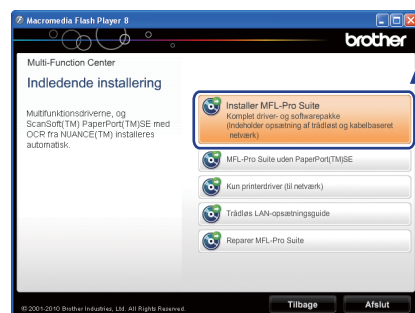 Macromedia Flash Player 8
brother
Multi-Function Center
Indledende installering
Multifunktionsdriverne, og
ScanSoft(TM) PaperPort(TM)SE med
OCR fra NUANCE(TM) installeres
automatisk.
Installer MFL-Pro Suite
Komplet driver- og softwarepakke
(Indeholder opsætning af trådløst og kabelbaseret
netværk)
MFL-Pro Suite uden PaperPort(TM)SE
Kun printerdriver (til netværk)
Trådløs LAN-opsætningsguide
Reparer MFL-Pro Suite
© 2001-2010 Brother Industries, Ltd. All Rights Reserved.
Tilbage
Afslut